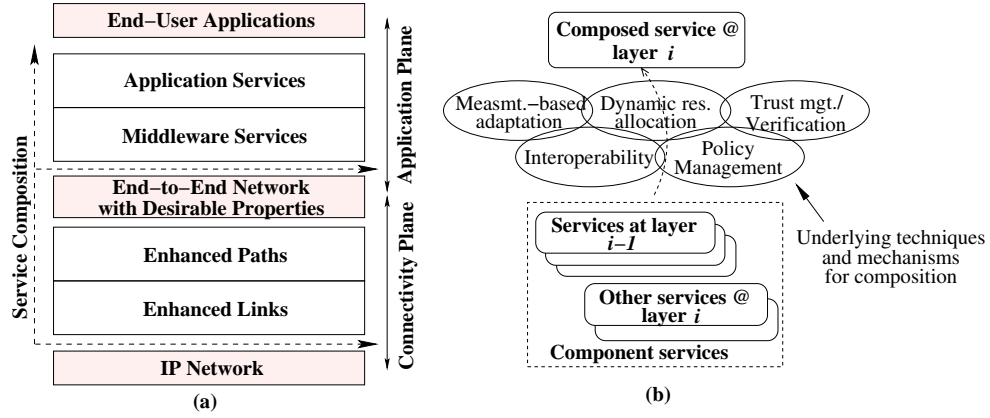 End−User Applications
Application Services
Middleware Services
End−to−End Network
with Desirable Properties
Enhanced Paths
Enhanced Links
IP Network
Service Composition
Application Plane
Connectivity Plane
(a)
Composed service @
layer i
Measmt.−based
adaptation
Dynamic res.
allocation
Trust mgt./
Verification
Interoperability
Policy
Management
Services at layer
i−1
Other services @
layer i
Component services
Underlying techniques
and mechanisms
for composition
(b)